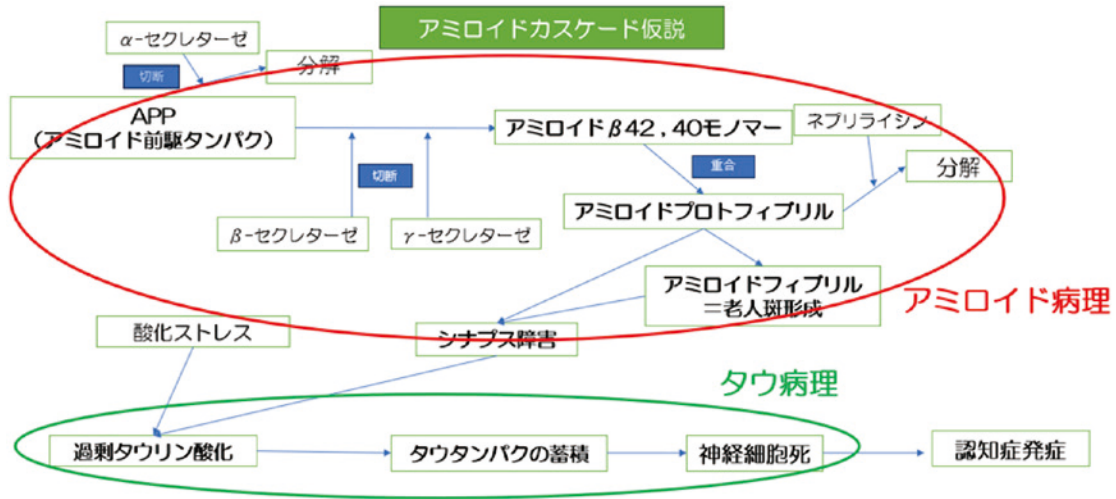 アミロイドカスケード仮説
α-セクレターゼ
切断
分解
APP
（アミロイド前駆タンパク）
アミロイドβ42，40モノマー
ネプリライシン
切断
重合
分解
β-セクレターゼ
γ-セクレターゼ
アミロイドプロトフィブリル
アミロイドフィブリル
＝老人斑形成
アミロイド病理
酸化ストレス
シナプス障害
タウ病理
過剰タウリン酸化
タウタンパクの蓄積
神経細胞死
認知症発症